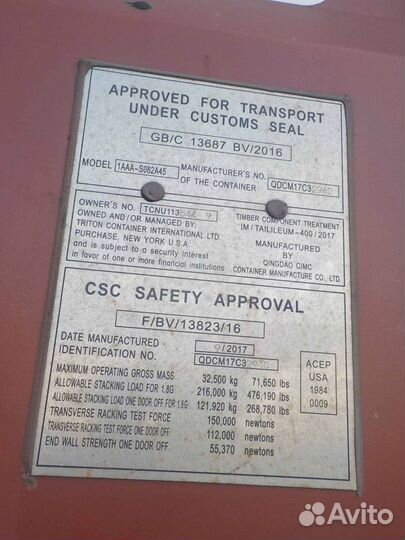 APPROVED FOR TRANSPORT
UNDER CUSTOMS SEAL
GB/C 13687 BV/2016
MODEL 1AAA-S082A45
MANUFACTURER'S NO.
OF THE CONTAINER
OWNER'S NO.
OWNED AND/OR MANAGED BY:
TRITON CONTAINER INTERNATIONAL LTD.
PURCHASE, NEW YORK U.S.A.
and is subject to a security interest
in favor of one or more financial institutions
TIMBER COMPONENT TREATMENT
IM / TAILILEUM-400 / 2017
MANUFACTURED
BY
QINGDAO CIMC
CONTAINER MANUFACTURE CO., LTD.
CSC SAFETY APPROVAL
F/BV/13823/16
DATE MANUFACTURED 9/2017
IDENTIFICATION NO.
MAXIMUM OPERATING GROSS MASS 32,500 kg 71,650 lbs
ALLOWABLE STACKING LOAD FOR 1.8G 216,000 kg 476,190 lbs
ALLOWABLE STACKING LOAD ONE DOOR OFF FOR 1.8G 121,920 kg 268,780 lbs
TRANSVERSE RACKING TEST FORCE 150,000 newtons
TRANSVERSE RACKING TEST FORCE ONE DOOR OFF 112,000 newtons
END WALL STRENGTH ONE DOOR OFF 55,370 newtons
ACEP
USA
1984
0009
Avito